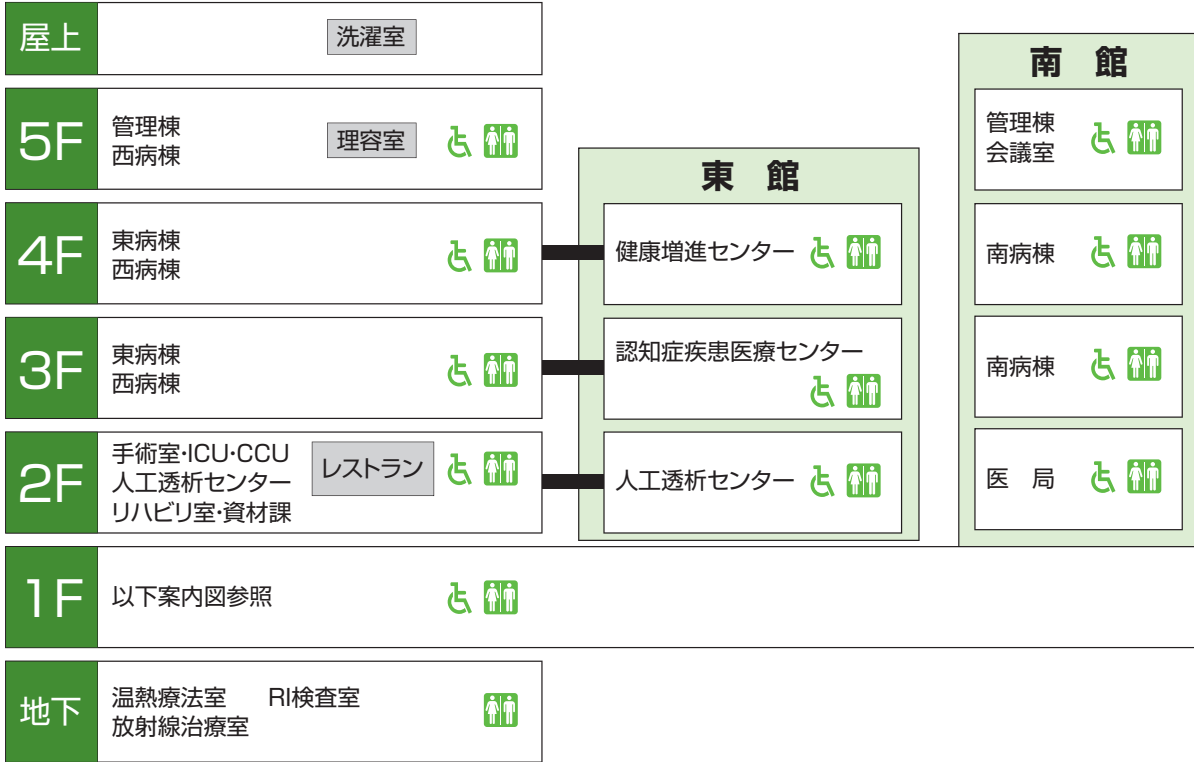 屋上
洗濯室
5F
管理棟
西病棟
理容室
4F
東病棟
西病棟
3F
東病棟
西病棟
2F
手術室・ICU・CCU
人工透析センター
リハビリ室・資材課
レストラン
1F
以下案内図参照
地下
温熱療法室 RI検査室
放射線治療室
東 館
健康増進センター
認知症疾患医療センター
人工透析センター
南 館
管理棟
会議室
南病棟
南病棟
医 局